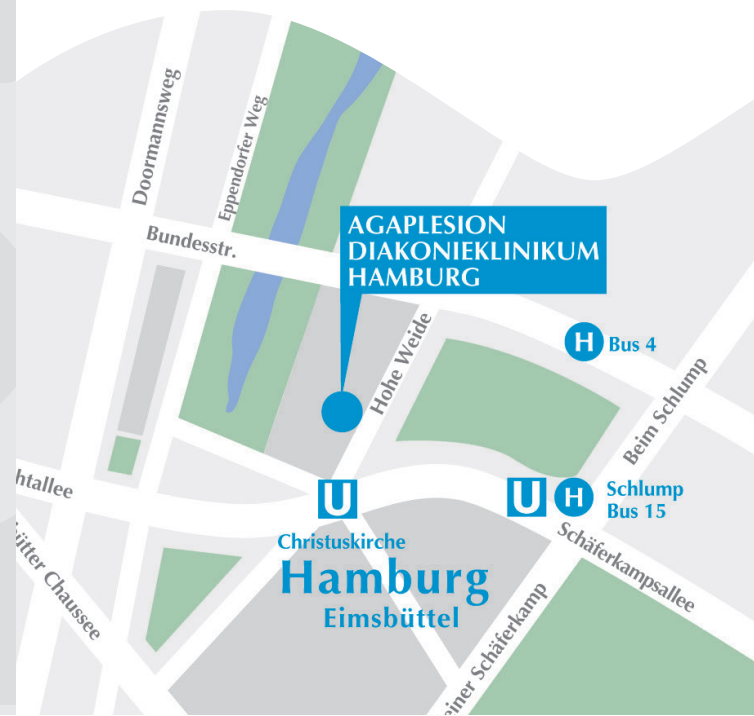 Doormannsweg
Eppendorfer Weg
Bundesstr.
AGAPLESION
DIAKONIEKLINIKUM
HAMBURG
Hohe Weide
H Bus 4
Beim Schlump
htallee
U
U H Schlump
Bus 15
Christuskirche
Hamburg
Eimsbüttel
Schäferkampsallee
ütter Chaussee
einer Schäferkamp